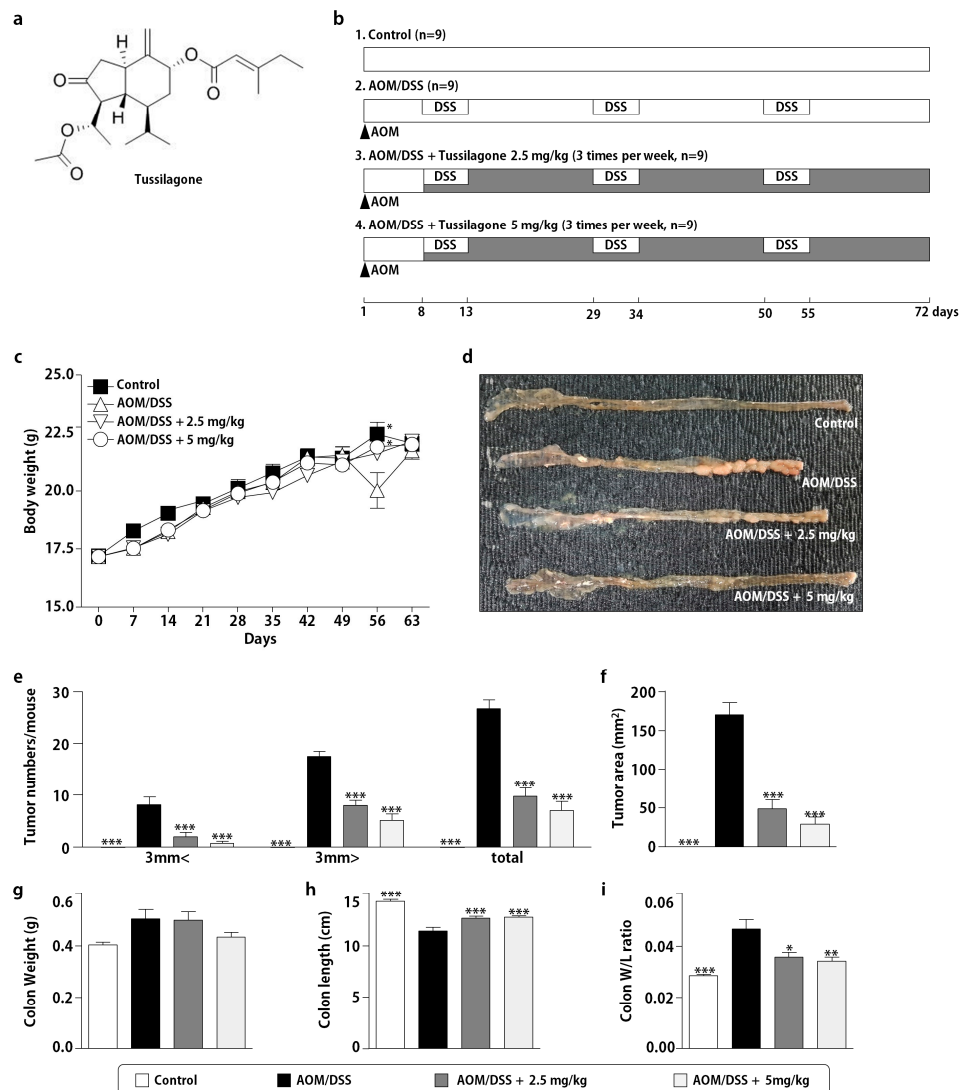 a
H
O
O
O
H
O
O
Tussilagone
b
1. Control (n=9)
2. AOM/DSS (n=9)
DSS DSS DSS
AOM
3. AOM/DSS + Tussilagone 2.5 mg/kg (3 times per week, n=9)
DSS DSS DSS
AOM
4. AOM/DSS + Tussilagone 5 mg/kg (3 times per week, n=9)
DSS DSS DSS
AOM
1 8 13 29 34 50 55 72 days
c
Body weight (g)
25.0
22.5
20.0
17.5
15.0
Control
AOM/DSS
AOM/DSS + 2.5 mg/kg
AOM/DSS + 5 mg/kg
*
*
0 7 14 21 28 35 42 49 56 63
Days
d
Control
AOM/DSS
AOM/DSS + 2.5 mg/kg
AOM/DSS + 5 mg/kg
e
Tumor numbers/mouse
30
20
10
0
*** *** *** *** *** *** *** *** ***
3mm< 3mm> total
f
Tumor area (mm²)
200
150
100
50
0
*** *** ***
g
Colon Weight (g)
0.6
0.4
0.2
0.0
h
Colon length (cm)
15
10
5
0
*** *** ***
i
Colon W/L ratio
0.06
0.04
0.02
0.00
*** * **
Control AOM/DSS AOM/DSS + 2.5 mg/kg AOM/DSS + 5mg/kg